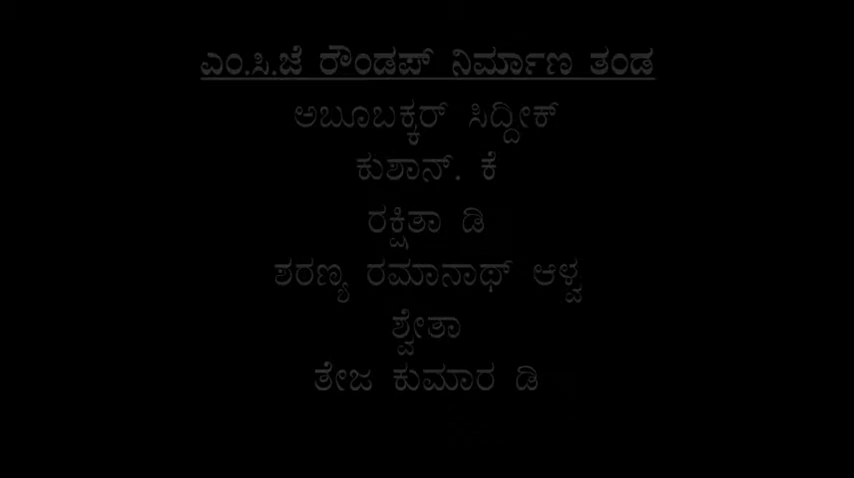 ಎಂ.ಸಿ.ಜೆ ರೌಂಡಪ್ ನಿರ್ಮಾಣ ತಂಡ
ಅಬೂಬಕ್ಕರ್ ಸಿದ್ದೀಕ್
ಕುಶಾನ್. ಕೆ
ರಕ್ಷಿತಾ ಡಿ
ಶರಣ್ಯ ರಮಾನಾಥ್ ಆಳ್ವ
ಶ್ವೇತಾ
ತೇಜ ಕುಮಾರ ಡಿ